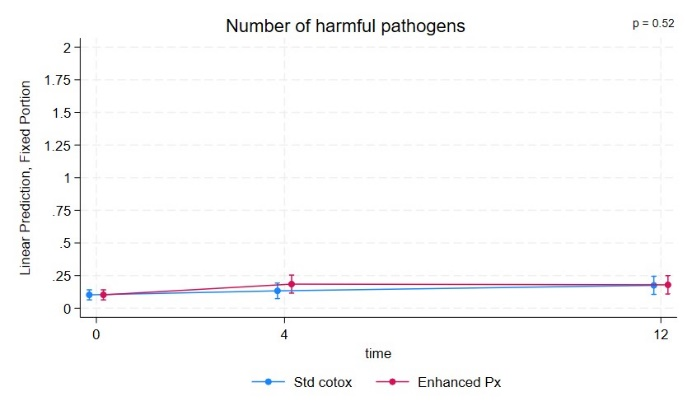 Number of harmful pathogens
p = 0.52
Linear Prediction, Fixed Portion
2
1.75
1.5
1.25
1
.75
.5
.25
0
0 4 12
time
Std cotox Enhanced Px